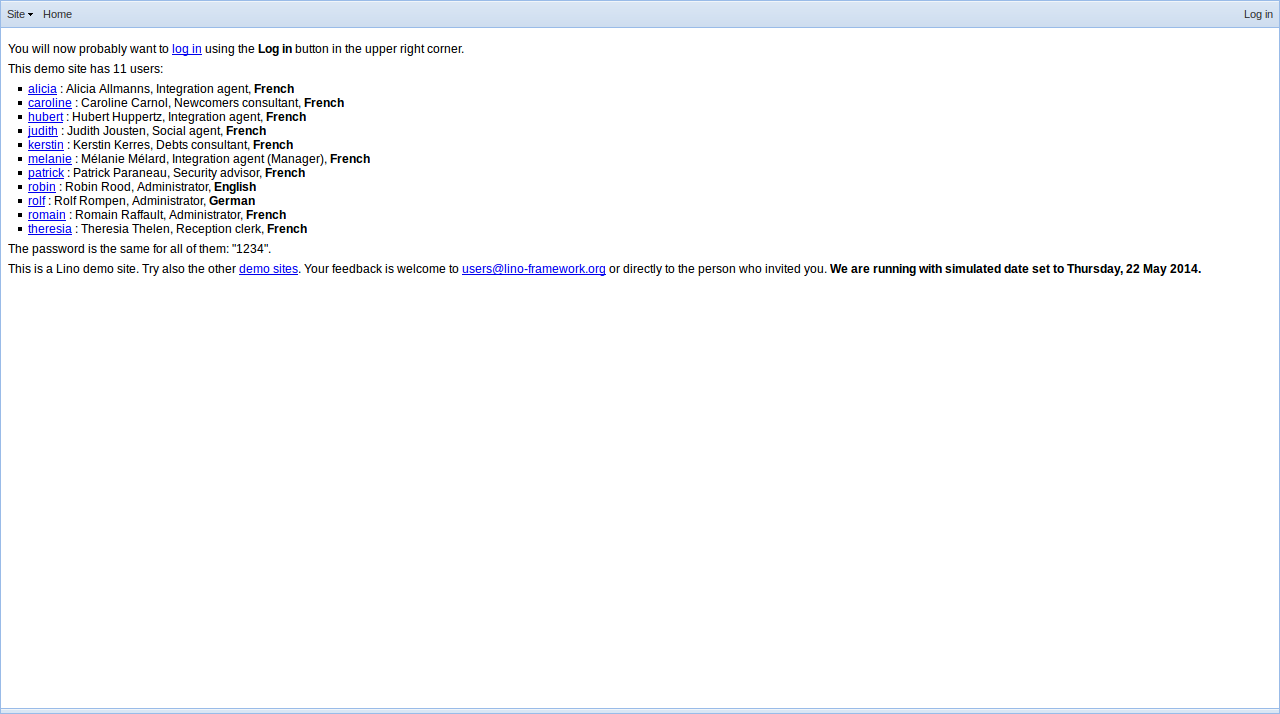 Site Home Log in
You will now probably want to log in using the Log in button in the upper right corner.
This demo site has 11 users:
alicia : Alicia Allmanns, Integration agent, French
caroline : Caroline Carnol, Newcomers consultant, French
hubert : Hubert Huppertz, Integration agent, French
judith : Judith Jousten, Social agent, French
kerstin : Kerstin Kerres, Debts consultant, French
melanie : Mélanie Mélard, Integration agent (Manager), French
patrick : Patrick Paraneau, Security advisor, French
robin : Robin Rood, Administrator, English
rolf : Rolf Rompen, Administrator, German
romain : Romain Raffault, Administrator, French
theresia : Theresia Thelen, Reception clerk, French
The password is the same for all of them: "1234".
This is a Lino demo site. Try also the other demo sites. Your feedback is welcome to users@lino-framework.org or directly to the person who invited you. We are running with simulated date set to Thursday, 22 May 2014.